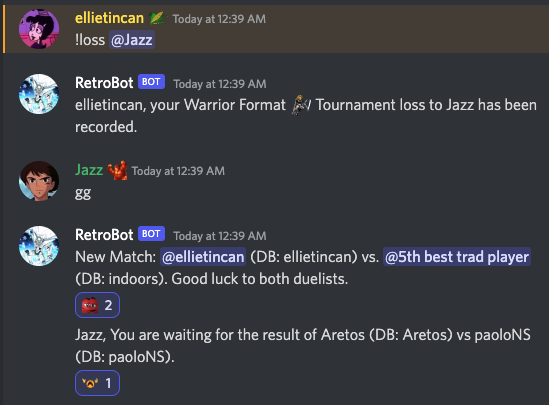 ellietincan Today at 12:39 AM
!loss @Jazz
RetroBot BOT Today at 12:39 AM
ellietincan, your Warrior Format Tournament loss to Jazz has been
recorded.
Jazz Today at 12:39 AM
gg
RetroBot BOT Today at 12:39 AM
New Match: @ellietincan (DB: ellietincan) vs. @5th best trad player
(DB: indoors). Good luck to both duelists.
2
Jazz, You are waiting for the result of Aretos (DB: Aretos) vs paoloNS
(DB: paoloNS).
1